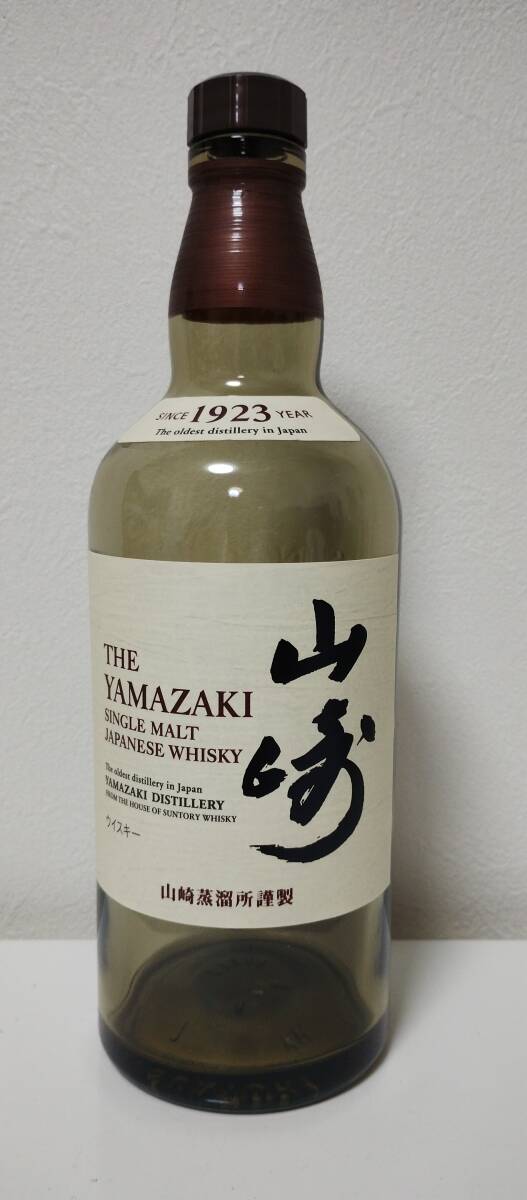 SINCE 1923 YEAR
The oldest distillery in Japan
THE
YAMAZAKI
SINGLE MALT
JAPANESE WHISKY
The oldest distillery in Japan
YAMAZAKI DISTILLERY
FROM THE HOUSE OF SUNTORY WHISKY
ウイスキー
山崎
山崎蒸溜所謹製